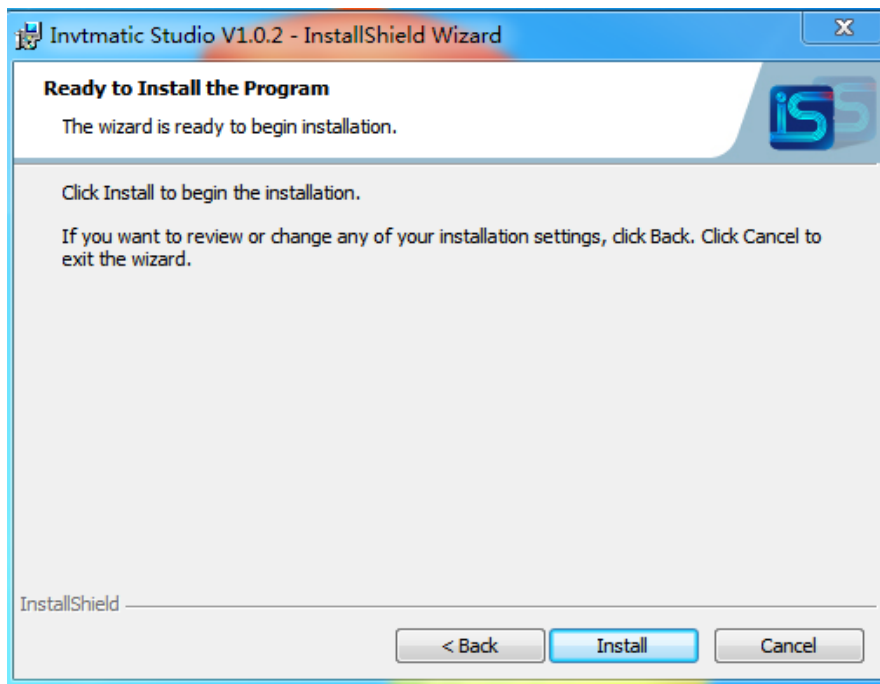 Invtmatic Studio V1.0.2 - InstallShield Wizard
Ready to Install the Program
The wizard is ready to begin installation.
iS
Click Install to begin the installation.
If you want to review or change any of your installation settings, click Back. Click Cancel to
exit the wizard.
InstallShield
< Back
Install
Cancel